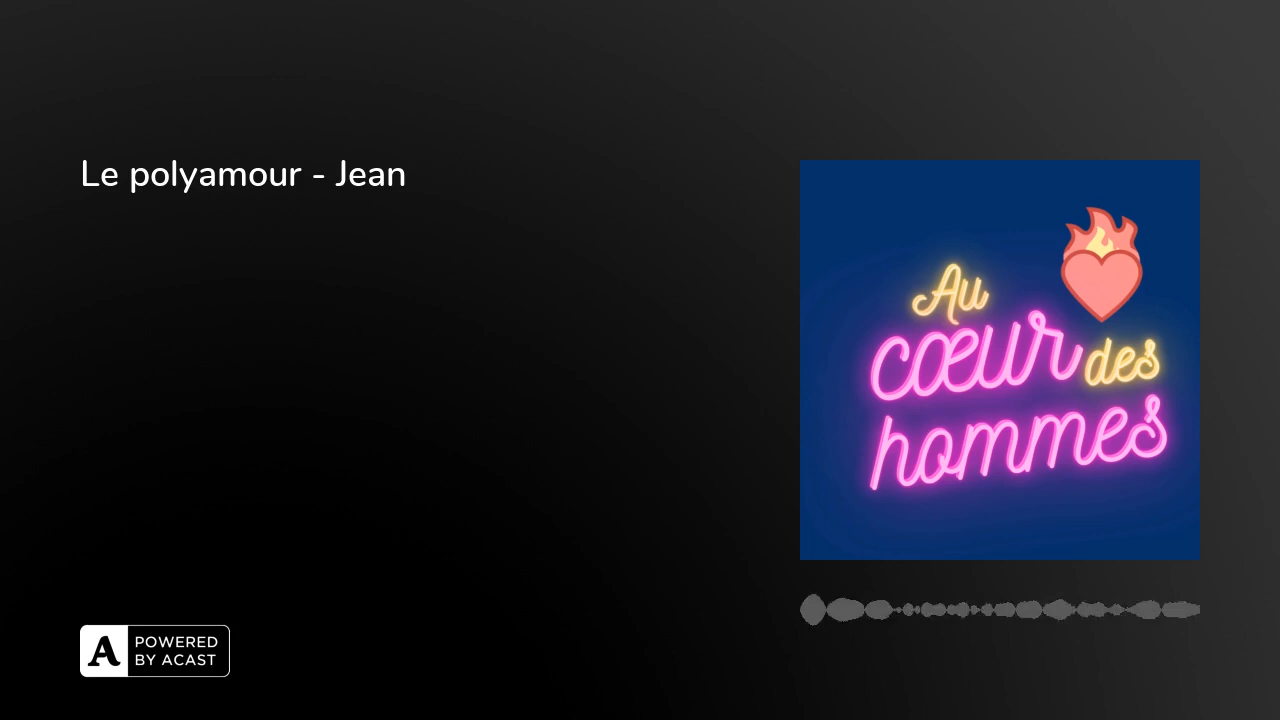 Le polyamour - Jean
Au
cœur des
hommes
A POWERED
BY ACAST